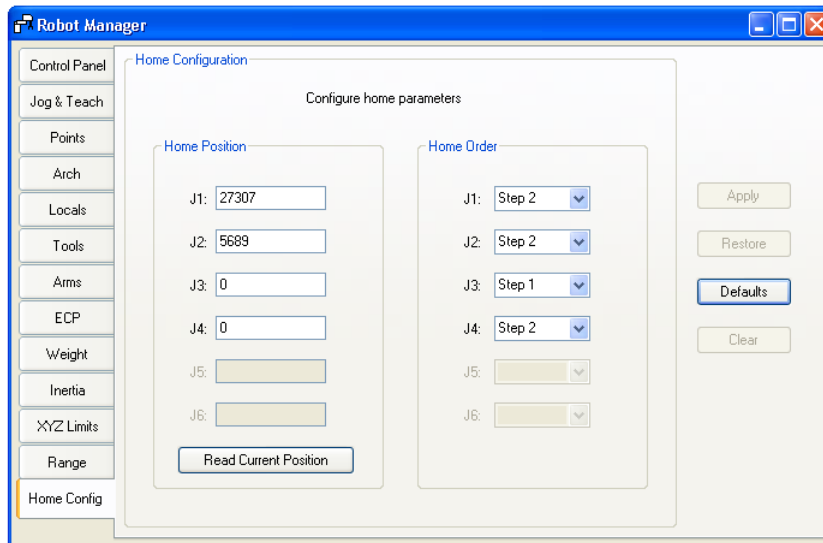 Robot Manager
Control Panel
Jog & Teach
Points
Arch
Locals
Tools
Arms
ECP
Weight
Inertia
XYZ Limits
Range
Home Config
Home Configuration
Configure home parameters
Home Position
J1: 27307
J2: 5689
J3: 0
J4: 0
J5:
J6:
Read Current Position
Home Order
J1: Step 2
J2: Step 2
J3: Step 1
J4: Step 2
J5:
J6:
Apply
Restore
Defaults
Clear